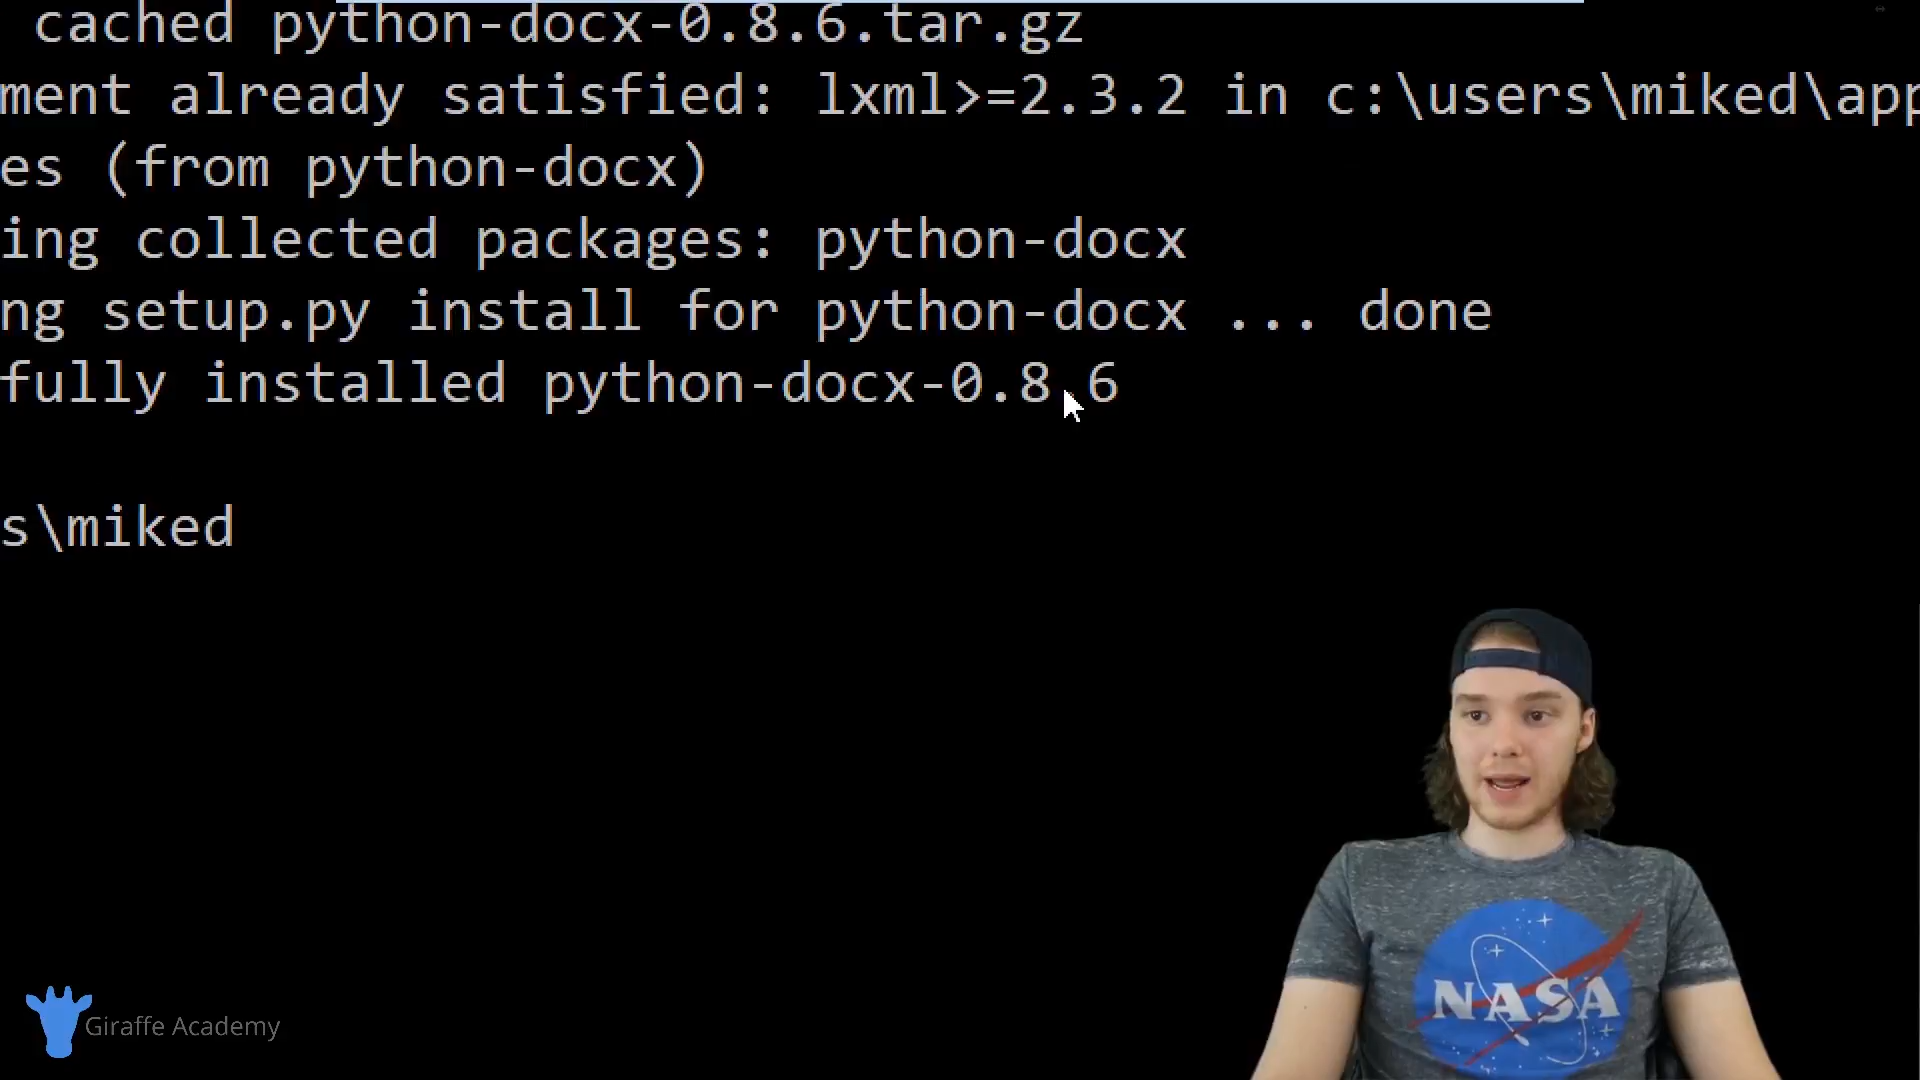 cached python-docx-0.8.6.tar.gz
ment already satisfied: lxml>=2.3.2 in c:\users\miked\app
es (from python-docx)
ing collected packages: python-docx
ng setup.py install for python-docx ... done
fully installed python-docx-0.8.6
s\miked
NASA
Giraffe Academy